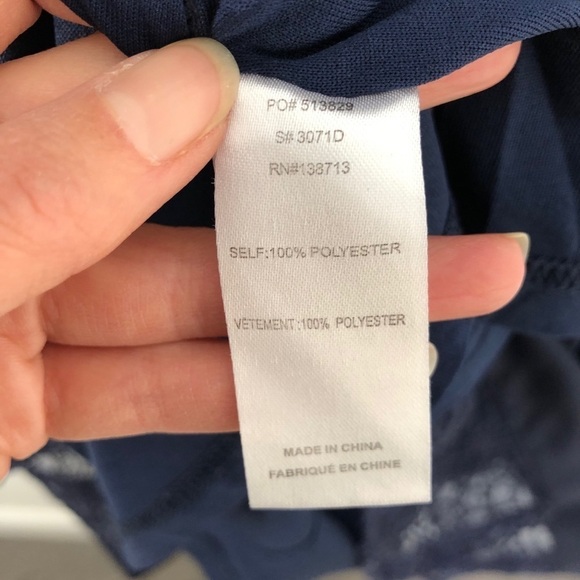 PO# 513829
S# 3071D
RN#138713
SELF:100% POLYESTER
VÊTEMENT :100% POLYESTER
MADE IN CHINA
FABRIQUÉ EN CHINE